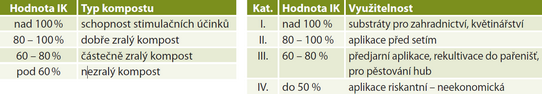 Hodnota IK Typ kompostu
nad 100 % schopnost stimulačních účinků
80 – 100 % dobře zralý kompost
60 – 80 % částečně zralý kompost
pod 60 % nezralý kompost
Kat. Hodnota IK Využitelnost
I. nad 100 % substráty pro zahradnictví, květinářství
II. 80 – 100 % aplikace před setím
III. 60 – 80 % předjarní aplikace, rekultivace do pařenišť,
pro pěstování hub
IV. do 50 % aplikace riskantní – neekonomická